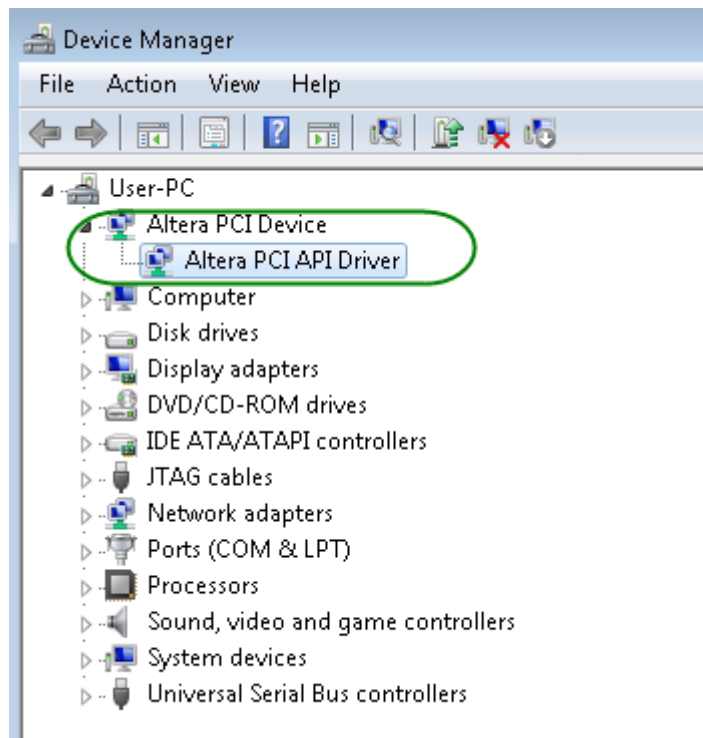 Device Manager
File Action View Help
User-PC
Altera PCI Device
Altera PCI API Driver
Computer
Disk drives
Display adapters
DVD/CD-ROM drives
IDE ATA/ATAPI controllers
JTAG cables
Network adapters
Ports (COM & LPT)
Processors
Sound, video and game controllers
System devices
Universal Serial Bus controllers